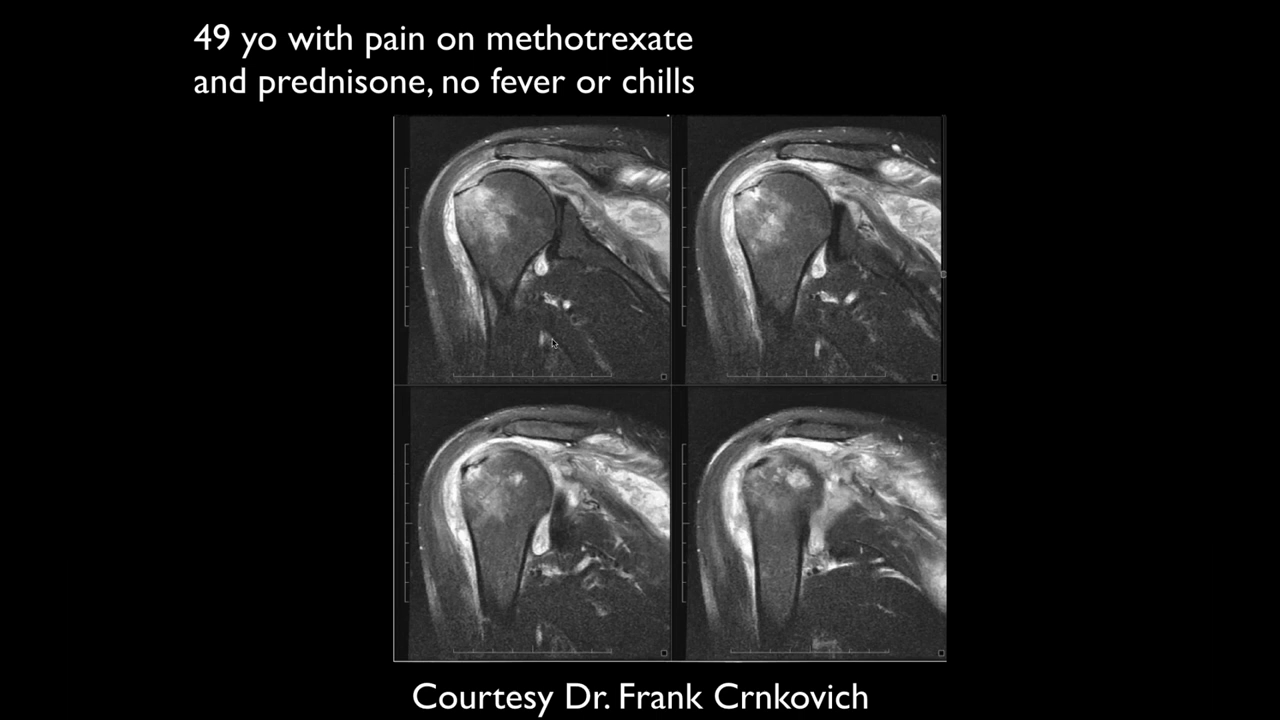 49 yo with pain on methotrexate
and prednisone, no fever or chills
Courtesy Dr. Frank Crnkovich